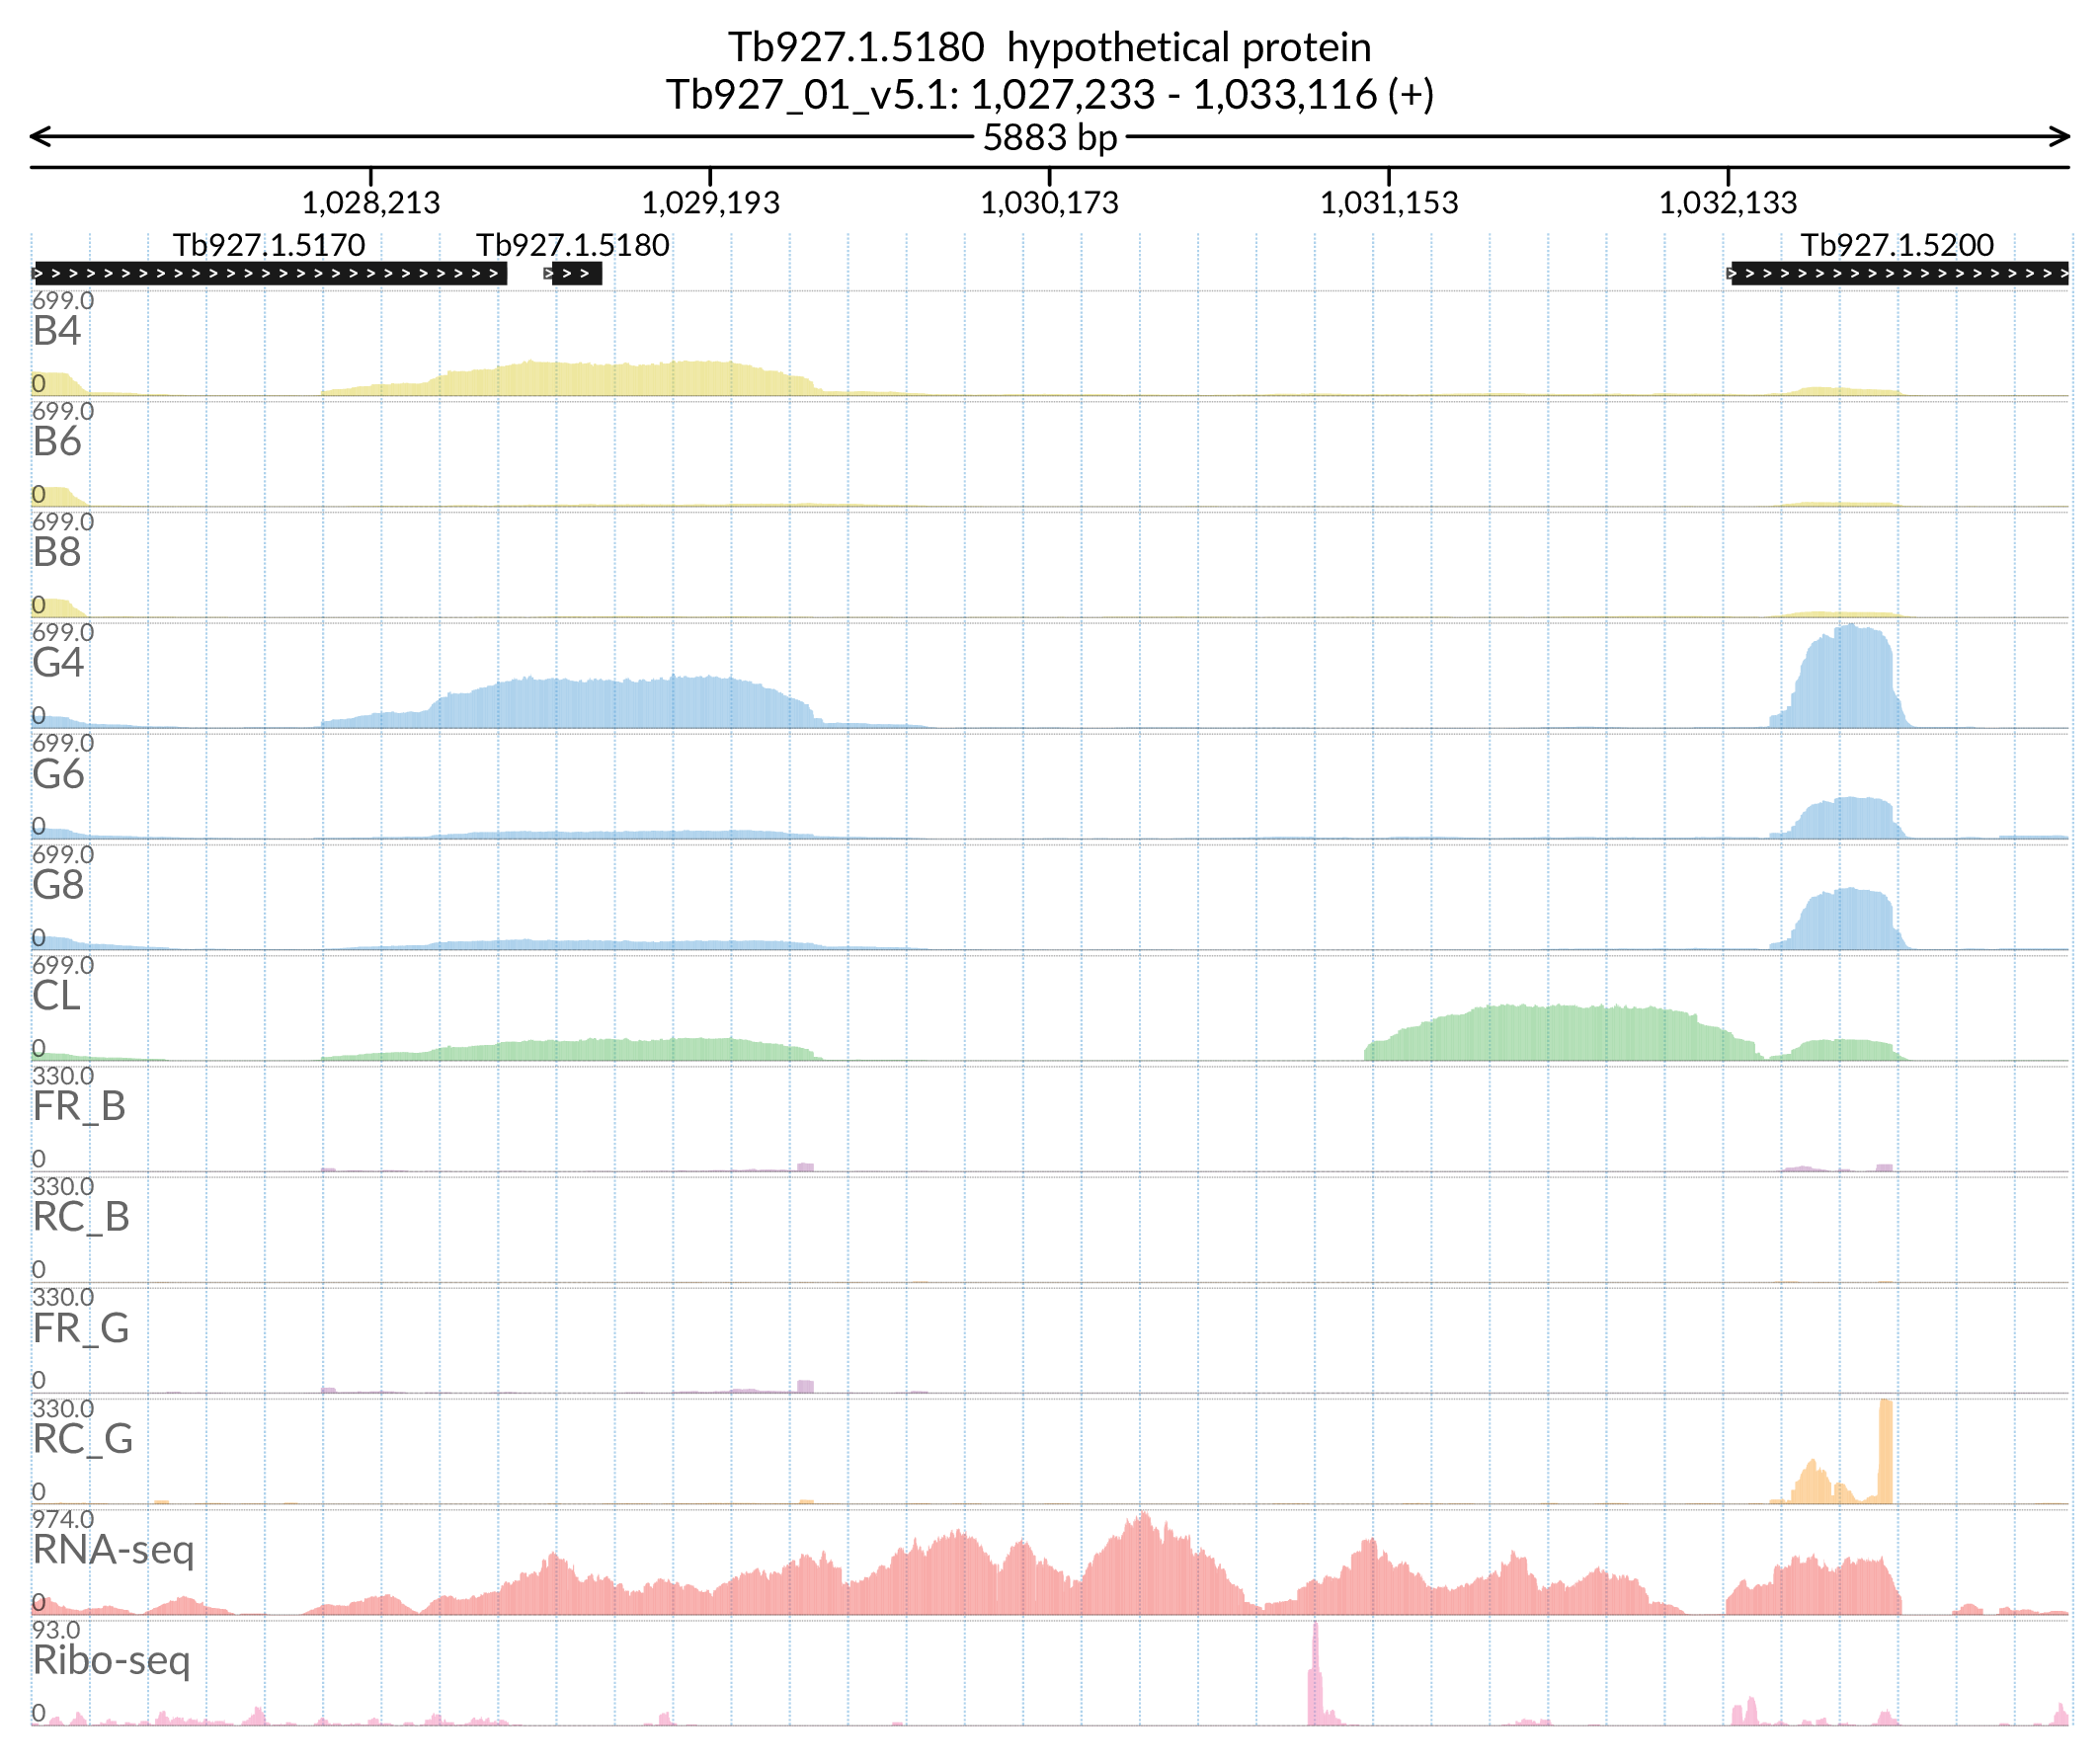 Tb927.1.5180 hypothetical protein
Tb927_01_v5.1: 1,027,233 - 1,033,116 (+)
5883 bp
1,028,213 1,029,193 1,030,173 1,031,153 1,032,133
Tb927.1.5170 Tb927.1.5180 Tb927.1.5200
699.0
B4
0
699.0
B6
0
699.0
B8
0
699.0
G4
0
699.0
G6
0
699.0
G8
0
699.0
CL
0
330.0
FR_B
0
330.0
RC_B
0
330.0
FR_G
0
330.0
RC_G
0
974.0
RNA-seq
0
93.0
Ribo-seq
0